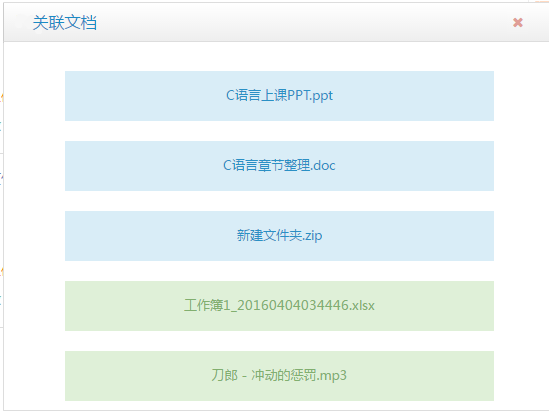 关联文档
C语言上课PPT.ppt
C语言章节整理.doc
新建文件夹.zip
工作簿1_20160404034446.xlsx
刀郎 - 冲动的惩罚.mp3